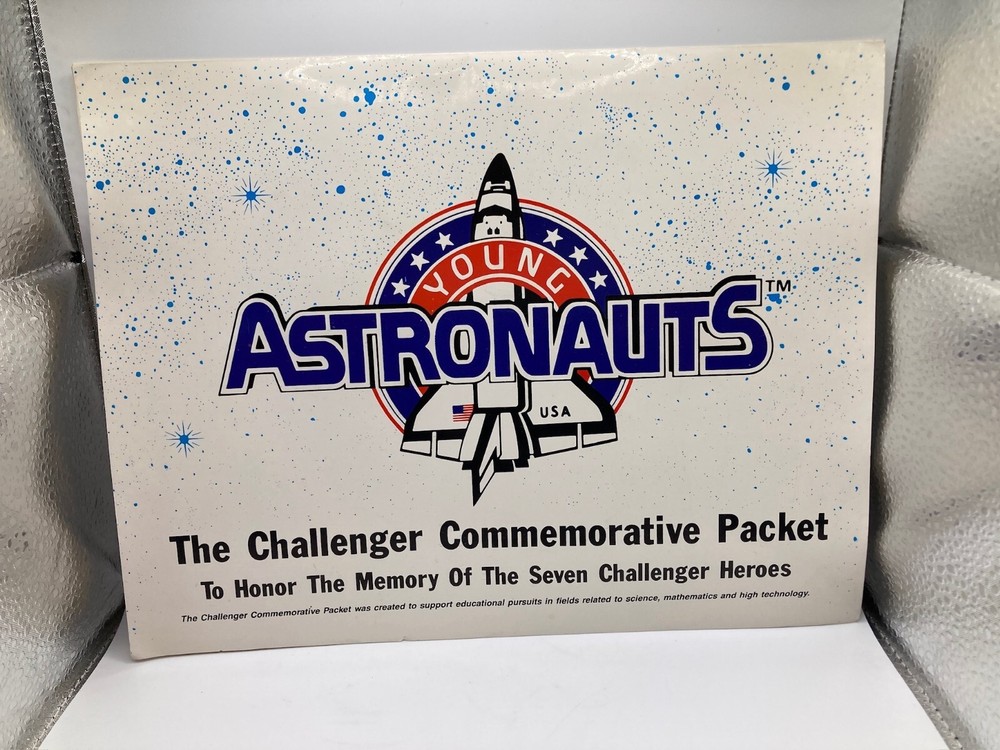 YOUNG
ASTRONAUTS™
USA
The Challenger Commemorative Packet
To Honor The Memory Of The Seven Challenger Heroes
The Challenger Commemorative Packet was created to support educational pursuits in fields related to science, mathematics and high technology.